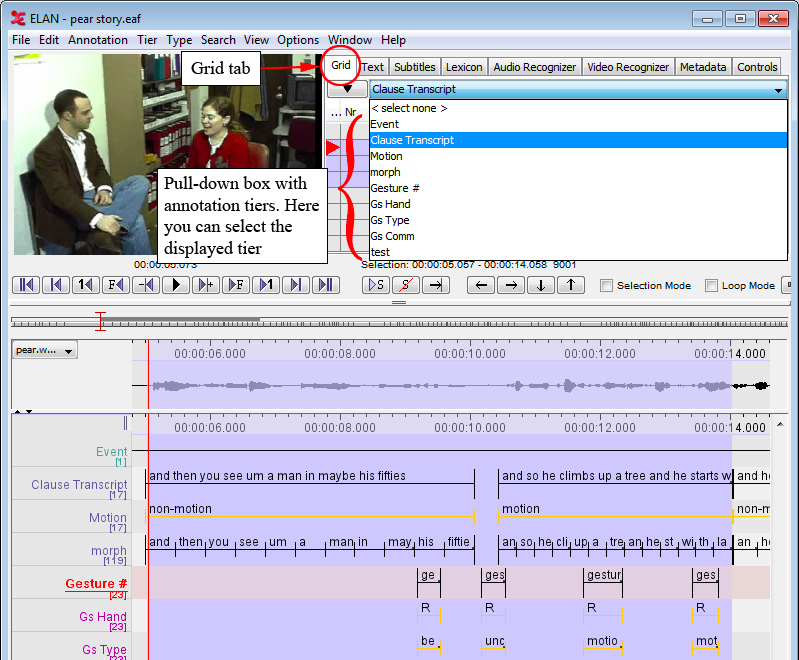 ELAN - pear story.eaf
File Edit Annotation Tier Type Search View Options Window Help
Grid tab
Grid Text Subtitles Lexicon Audio Recognizer Video Recognizer Metadata Controls
Clause Transcript
... Nr
< select none >
Event
Clause Transcript
Motion
morph
Gesture #
Gs Hand
Gs Type
Gs Comm
test
Pull-down box with
annotation tiers. Here
you can select the
displayed tier
00:00:05.073
Selection: 00:00:05.057 - 00:00:14.058 9001
1 F F 1 S S Selection Mode Loop Mode
pear.w...
00:00:06.000 00:00:08.000 00:00:10.000 00:00:12.000 00:00:14.000
00:00:06.000 00:00:08.000 00:00:10.000 00:00:12.000 00:00:14.000
Event
[1]
Clause Transcript and then you see um a man in maybe his fifties and so he climbs up a tree and he starts w and he
[17]
Motion non-motion motion non-m
[17]
morph and then you see um a man in may his fiftie an so he cli up a tre an he st wi th la an he
[119]
Gesture # ge ges gestur ges
[23]
Gs Hand R R R R
[23]
Gs Type be unc motio mot
[23]